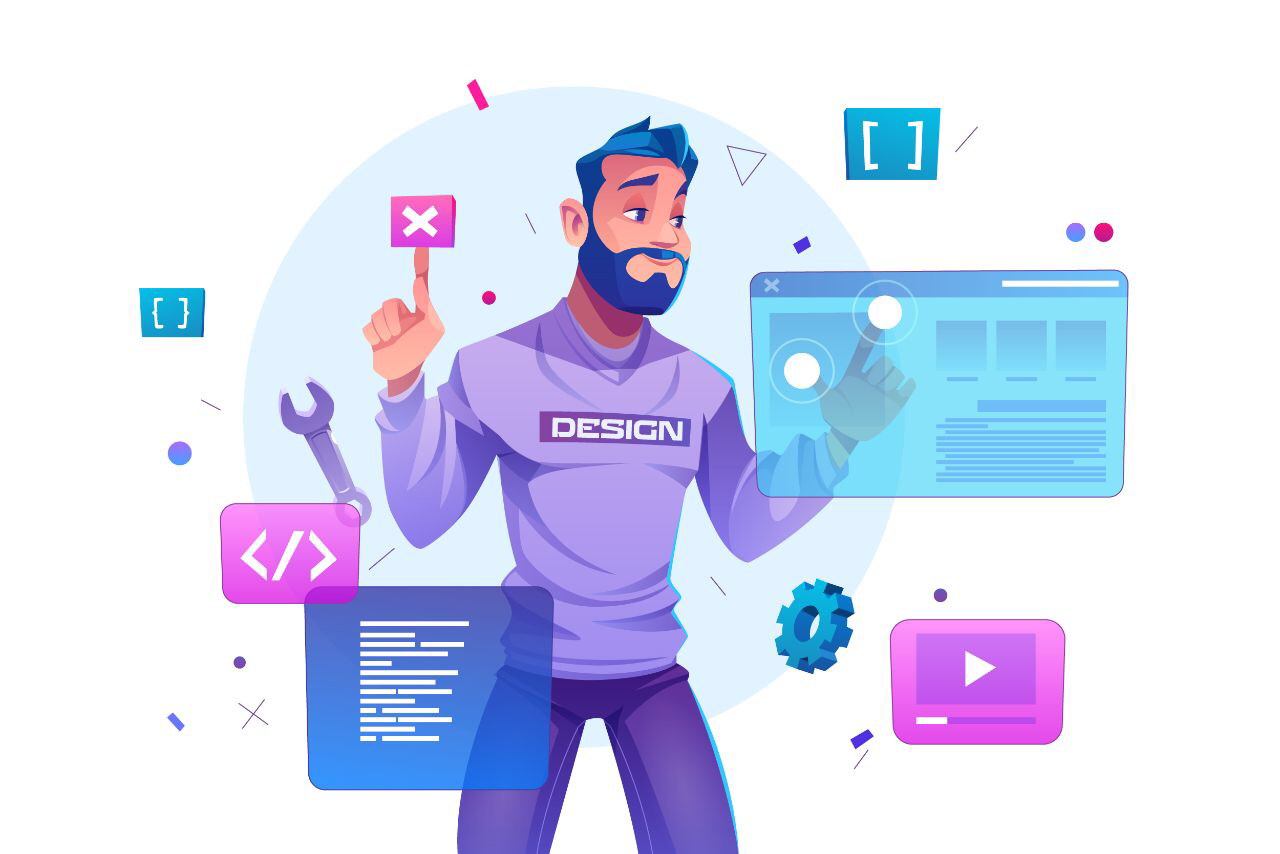 [ ]
{ }
DESIGN
</>